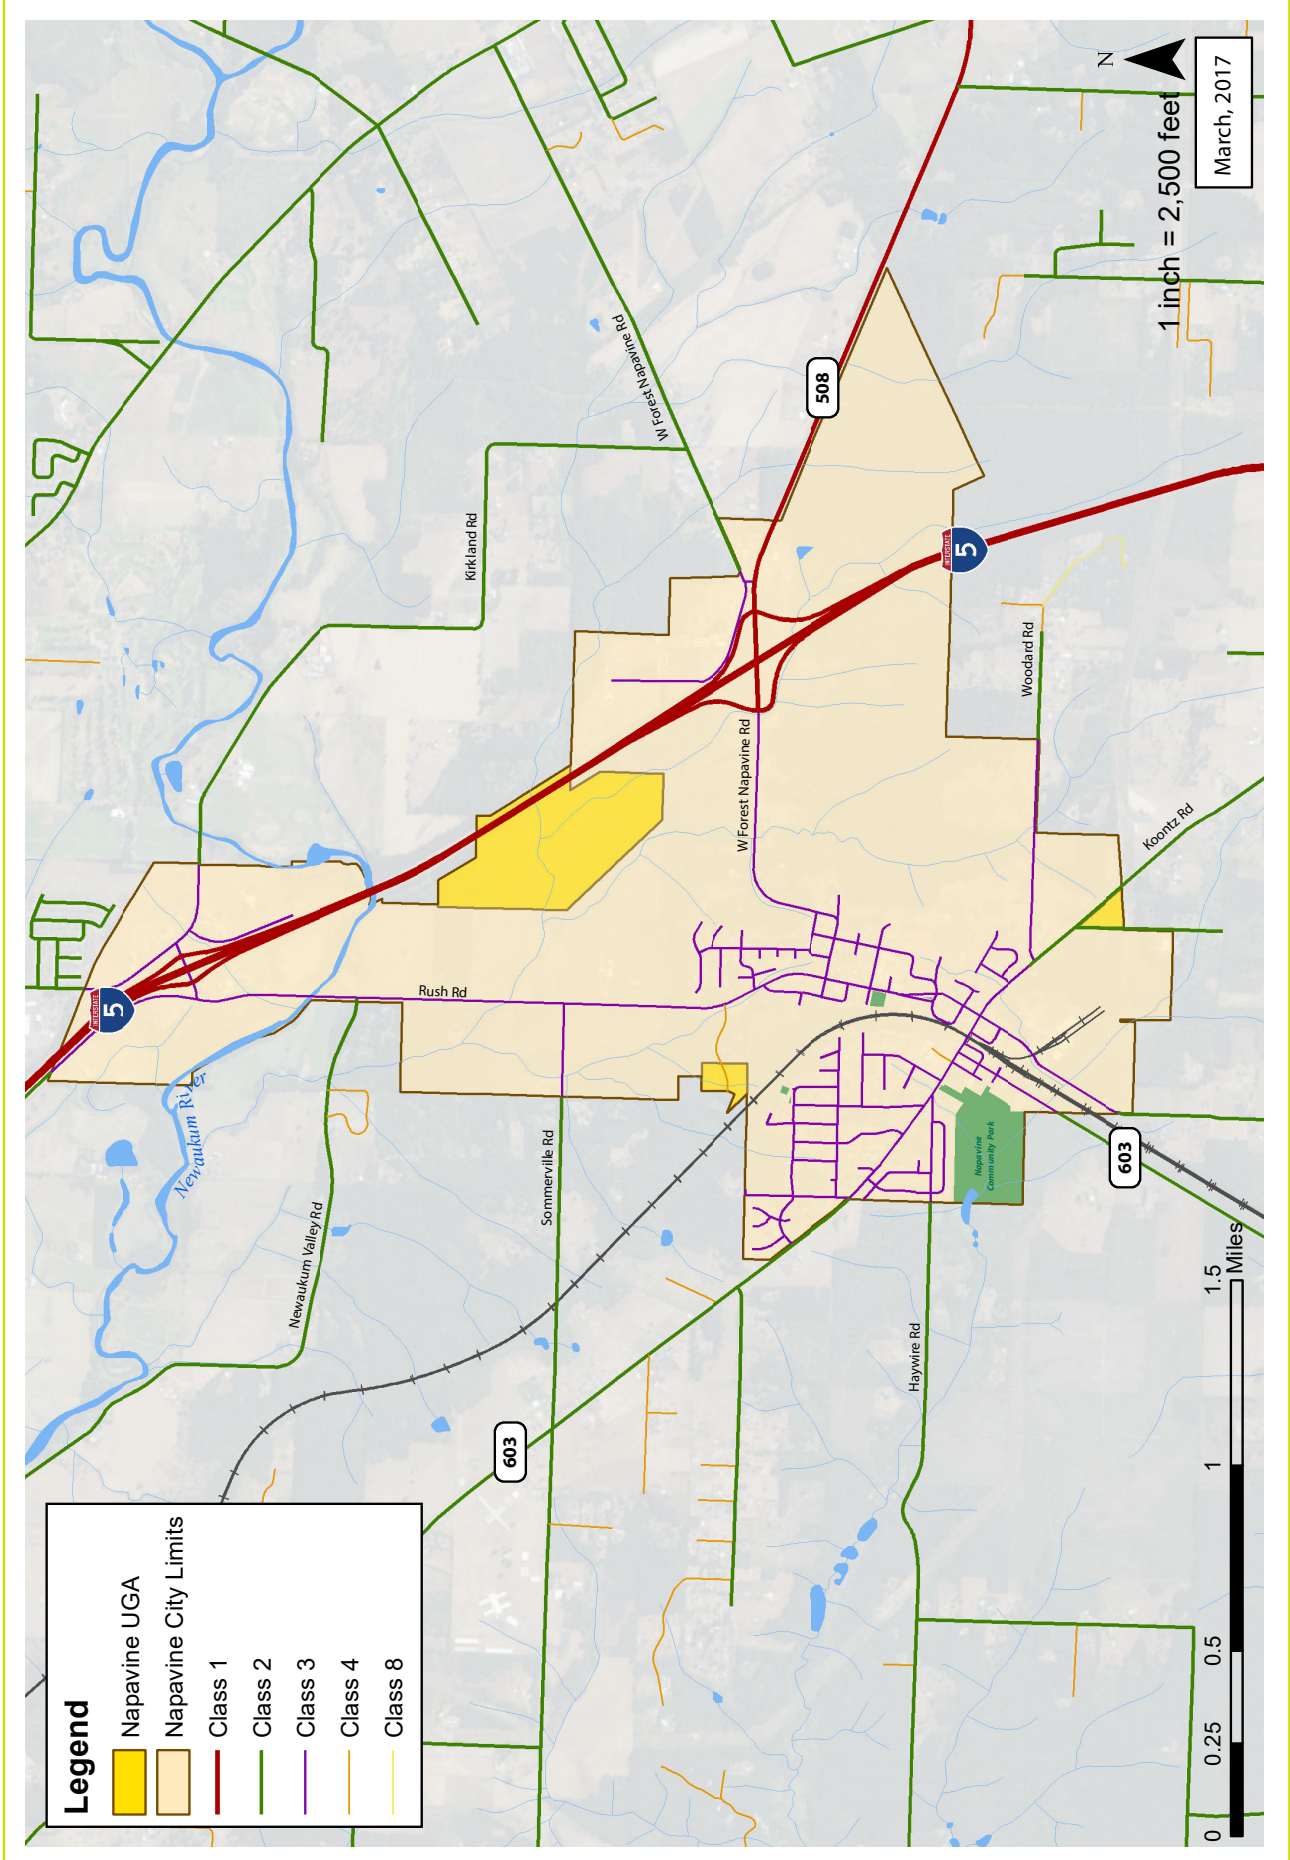 Legend
Napavine UGA
Napavine City Limits
Class 1
Class 2
Class 3
Class 4
Class 8
INTERSTATE
5
Newaukum River
Newaukum Valley Rd
Rush Rd
Kirkland Rd
603
Sommerville Rd
W Forest Napavine Rd
W Forest Napavine Rd
508
Haywire Rd
INTERSTATE
5
Napavine
Community Park
Woodard Rd
Koontz Rd
603
0 0.25 0.5 1 1.5
Miles
N
1 inch = 2,500 feet
March, 2017